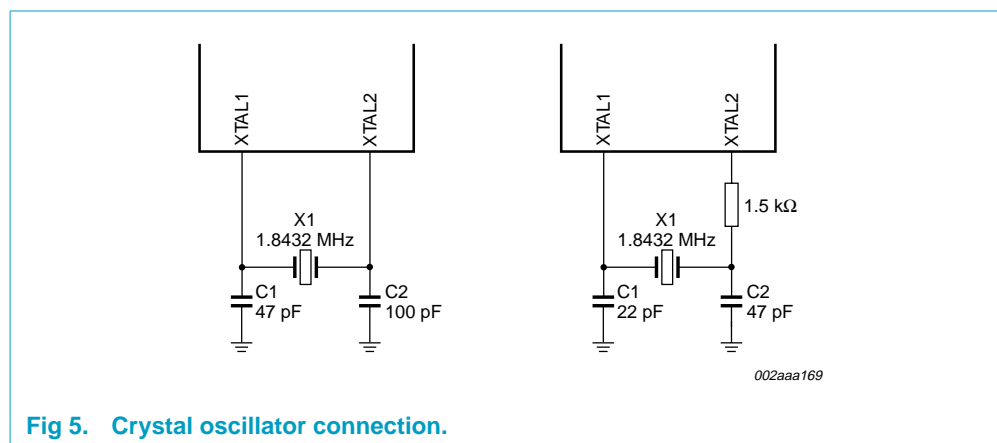 XTAL1
XTAL2
X1
1.8432 MHz
C1
47 pF
C2
100 pF
XTAL1
XTAL2
1.5 kΩ
X1
1.8432 MHz
C1
22 pF
C2
47 pF
002aaa169
Fig 5. Crystal oscillator connection.